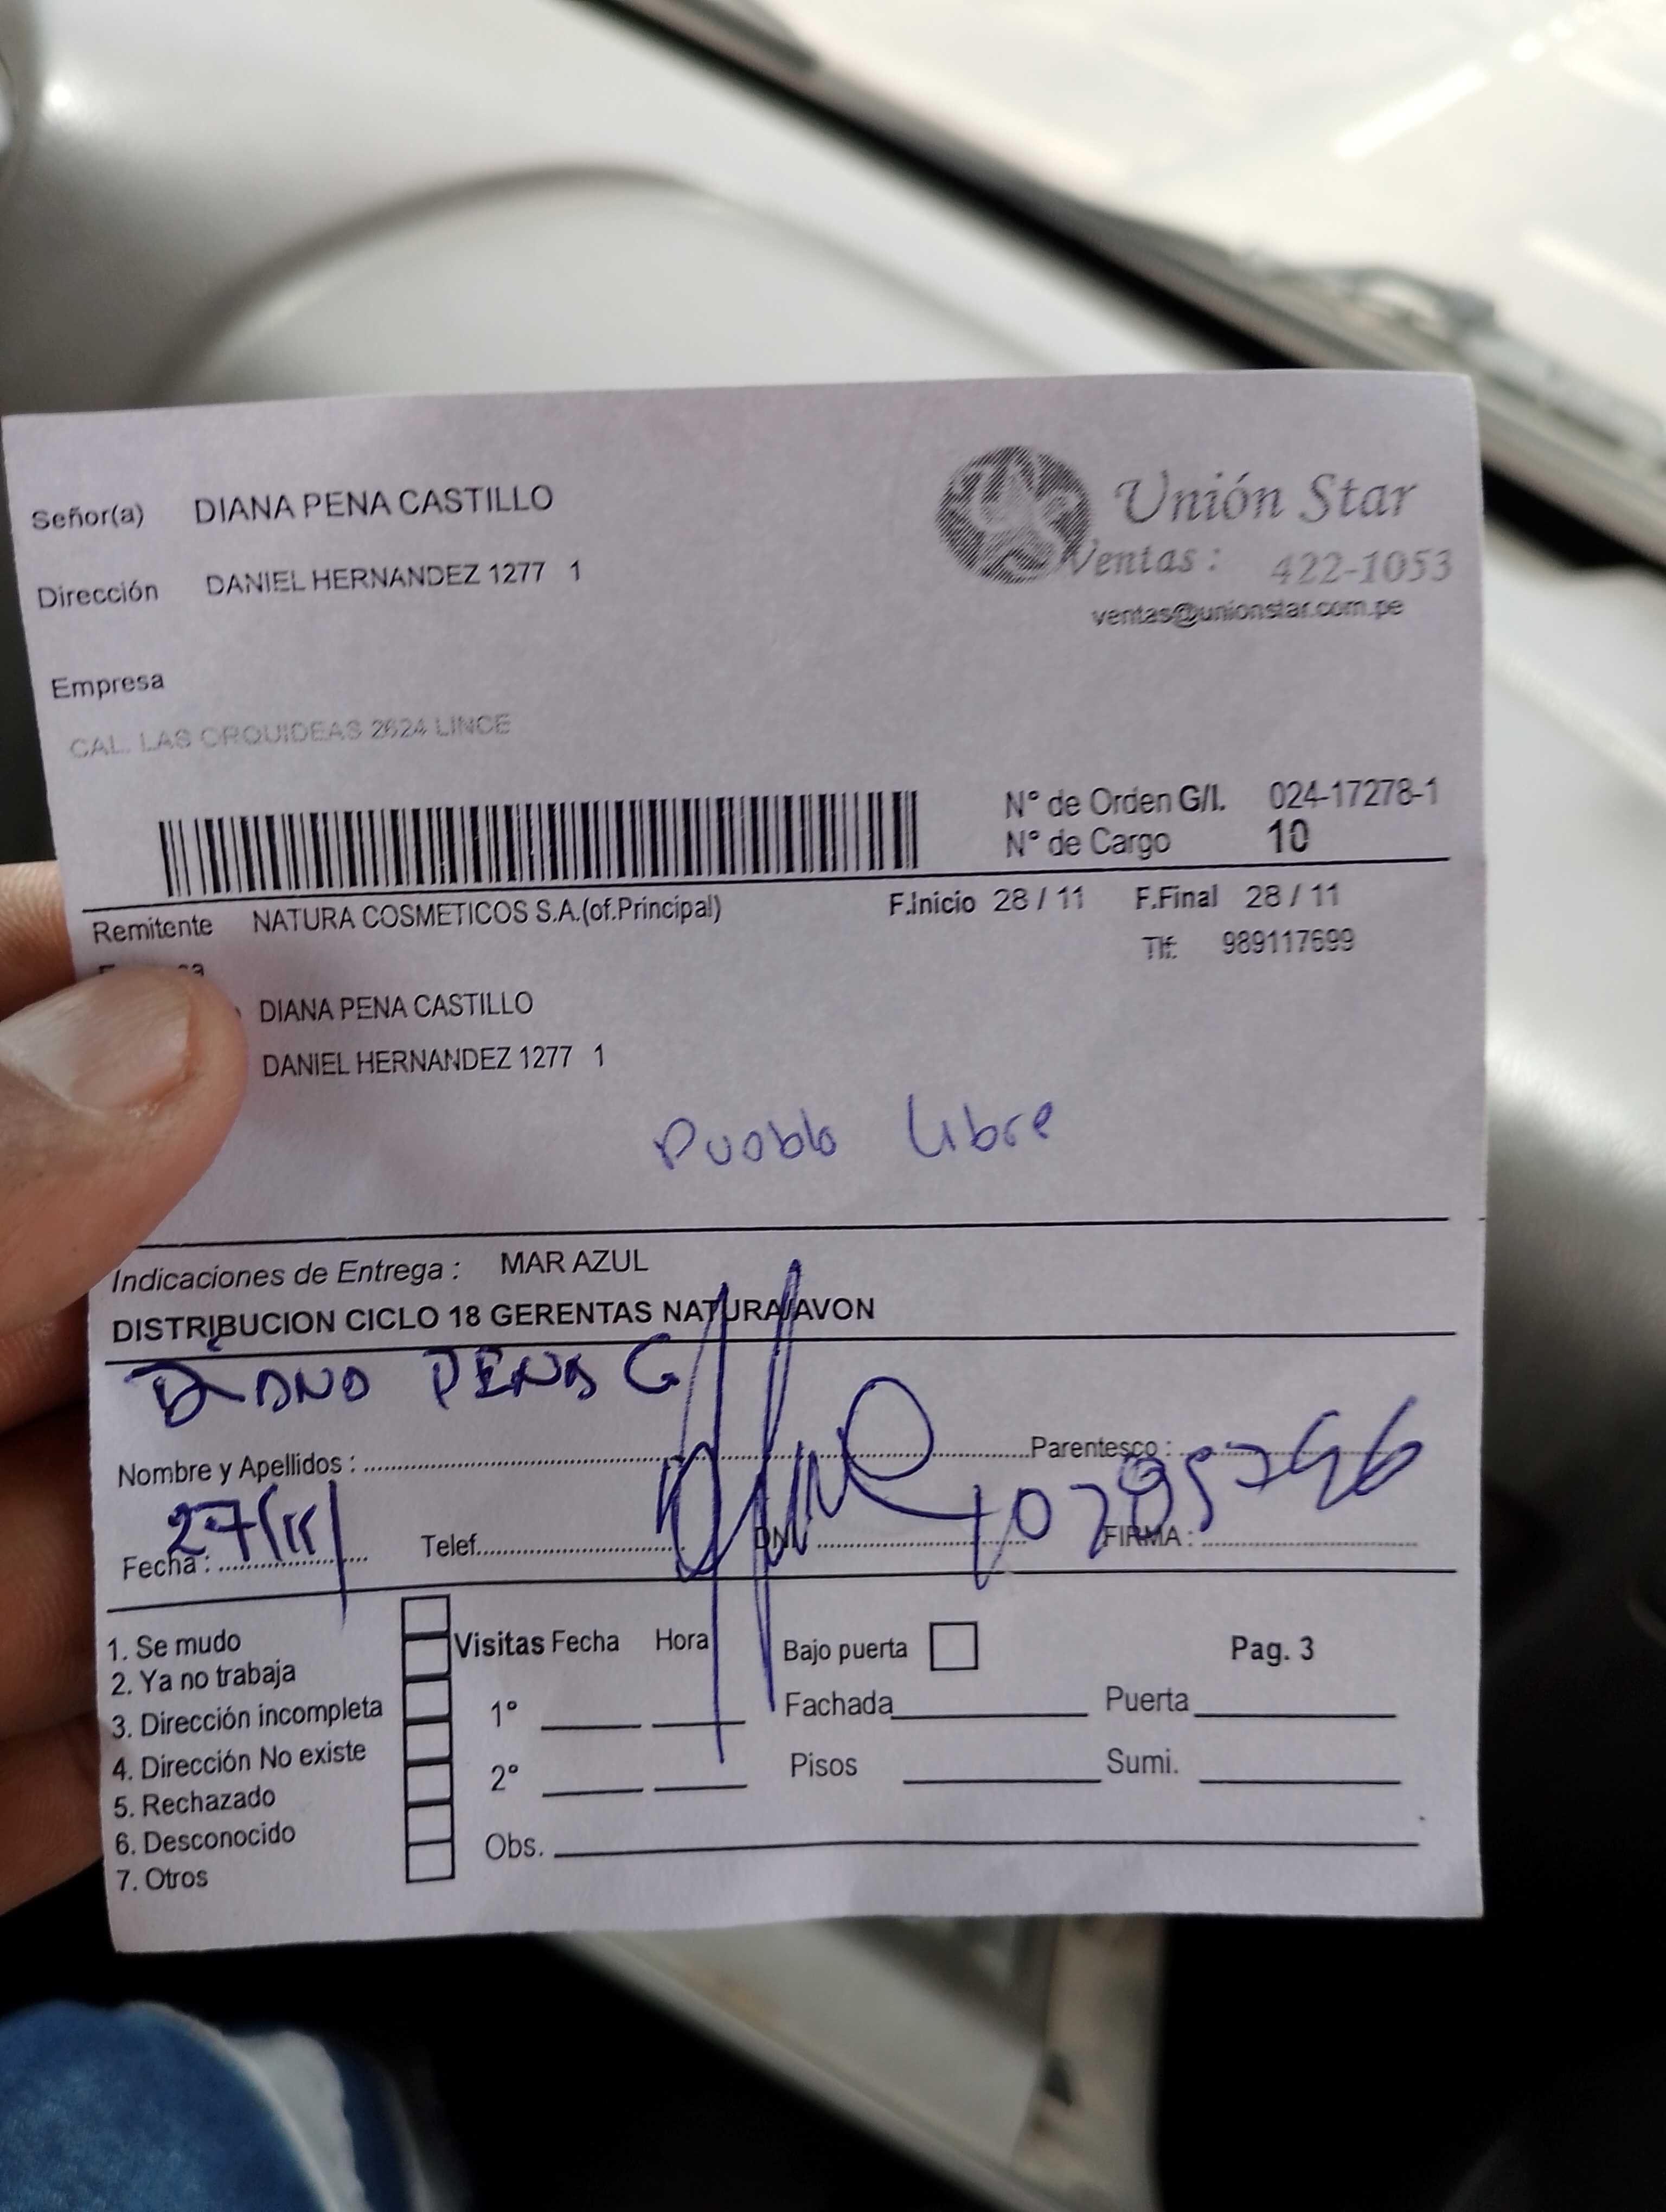 Señor(a) DIANA PENA CASTILLO
Unión Star
Dirección DANIEL HERNANDEZ 1277 1
Ventas : 422-1053
ventas@unionstar.com.pe
Empresa
CAL. LAS ORQUIDEAS 2624 LINCE
N° de Orden G/I. 024-17278-1
N° de Cargo 10
Remitente NATURA COSMETICOS S.A.(of.Principal) F.Inicio 28 / 11 F.Final 28 / 11
Tlf: 989117699
DIANA PENA CASTILLO
DANIEL HERNANDEZ 1277 1
Pueblo Libre
Indicaciones de Entrega : MAR AZUL
DISTRIBUCION CICLO 18 GERENTAS NATURA/AVON
DIANA PENA C
Nombre y Apellidos : Parentesco :
27/11
Fecha : Telef. DNI FIRMA :
1. Se mudo
2. Ya no trabaja
3. Dirección incompleta
4. Dirección No existe
5. Rechazado
6. Desconocido
7. Otros
Visitas Fecha Hora Bajo puerta Pag. 3
1° Fachada Puerta
2° Pisos Sumi.
Obs.